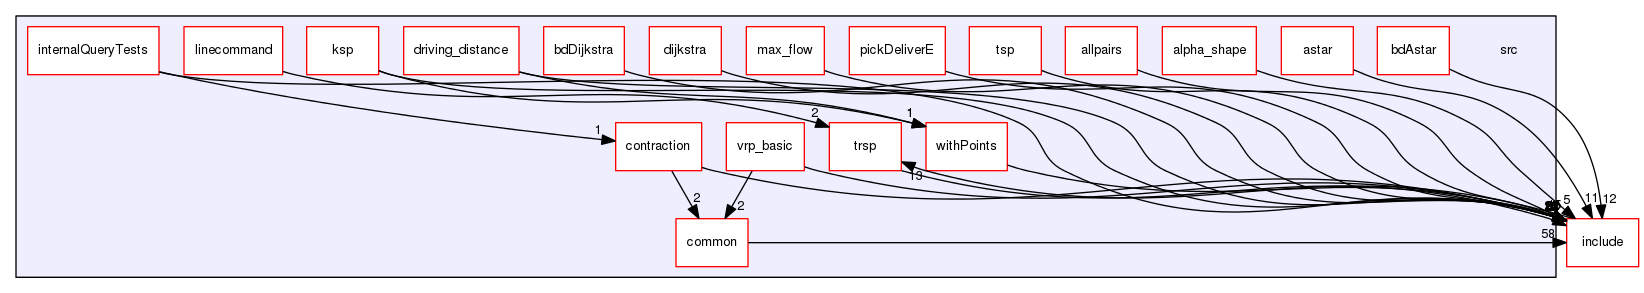 internalQueryTests linecommand ksp driving_distance bdDijkstra dijkstra max_flow pickDeliverE tsp allpairs alpha_shape astar bdAstar src
2 1
1
contraction vrp_basic trsp withPoints
13
2 2 5 11 12
common 58 include